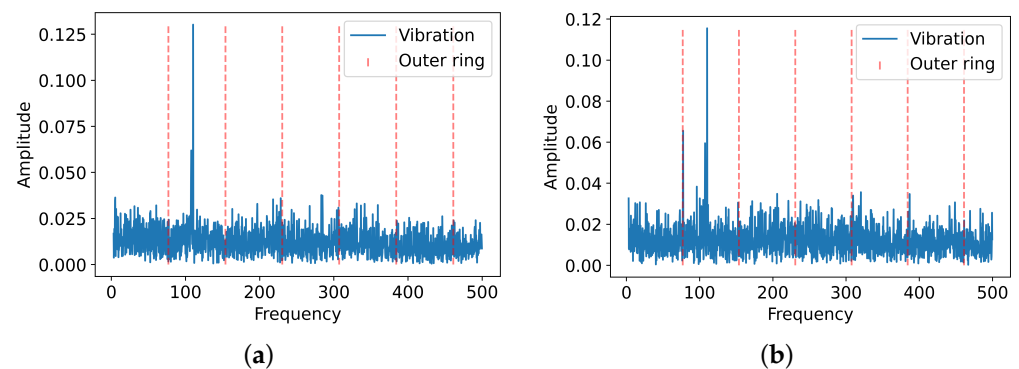 0.125
0.100
0.075
0.050
0.025
0.000
Amplitude
0 100 200 300 400 500
Frequency
Vibration
Outer ring
(a)
0.12
0.10
0.08
0.06
0.04
0.02
0.00
Amplitude
0 100 200 300 400 500
Frequency
Vibration
Outer ring
(b)